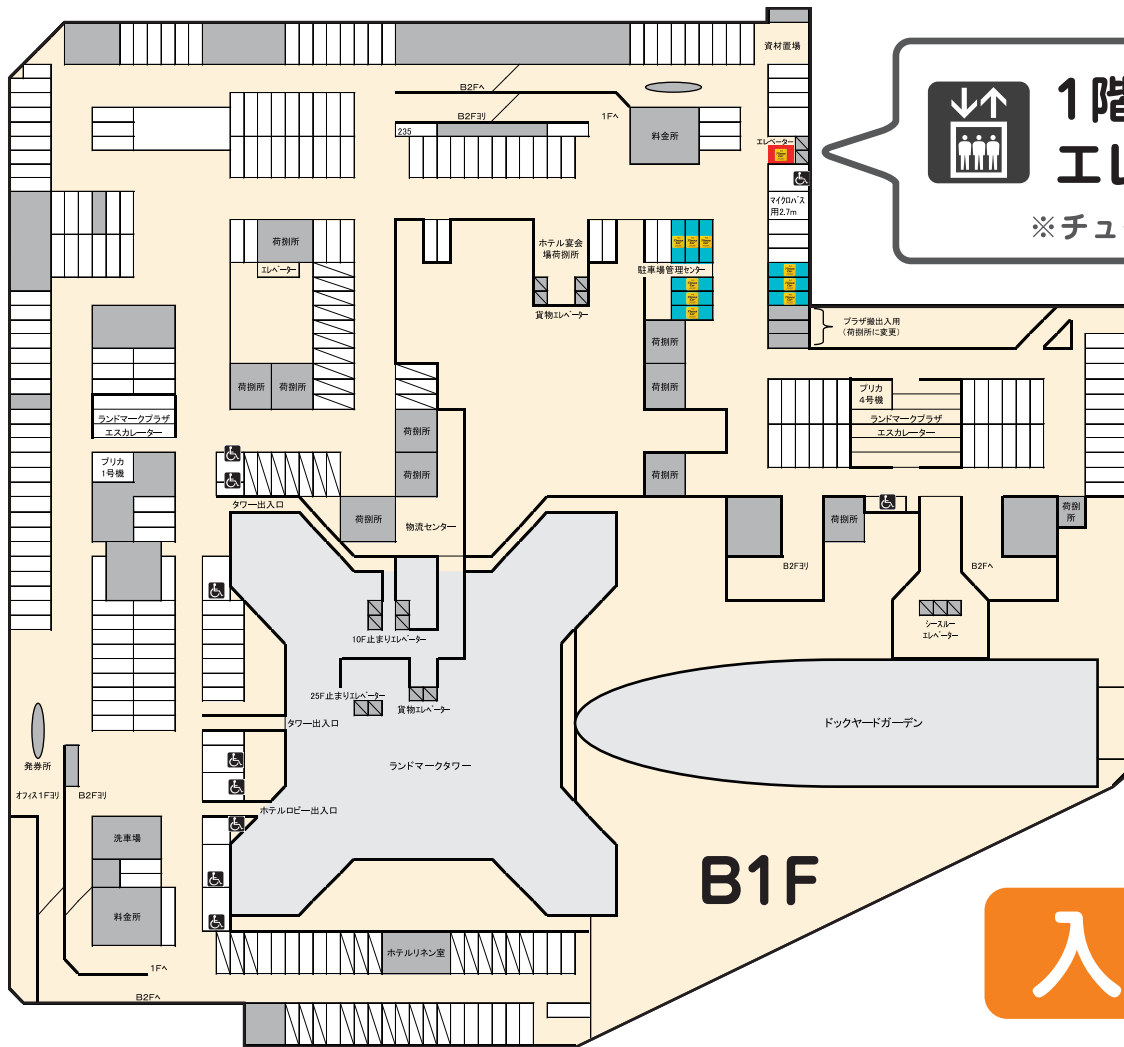 資材置場
1階
エレ
※チュ
B2Fへ
B2Fヨリ
1Fへ
235
料金所
エレベーター
マイクロバス
用2.7m
荷捌所
エレベーター
ホテル宴会
場荷捌所
貨物エレベーター
駐車場管理センター
プラザ搬出入用
(荷捌所に変更)
荷捌所
荷捌所
荷捌所
荷捌所
プリカ
4号機
ランドマークプラザ
エスカレーター
ランドマークプラザ
エスカレーター
荷捌所
プリカ
1号機
荷捌所
荷捌所
タワー出入口
荷捌所
物流センター
荷捌所
荷捌
所
B2Fヨリ
B2Fへ
シースルー
エレベーター
10F止まりエレベーター
25F止まりエレベーター
貨物エレベーター
タワー出入口
ドックヤードガーデン
ランドマークタワー
発券所
オフィス1Fヨリ
B2Fヨリ
ホテルロビー出入口
洗車場
B1F
料金所
入
ホテルリネン室
1Fへ
B2Fへ